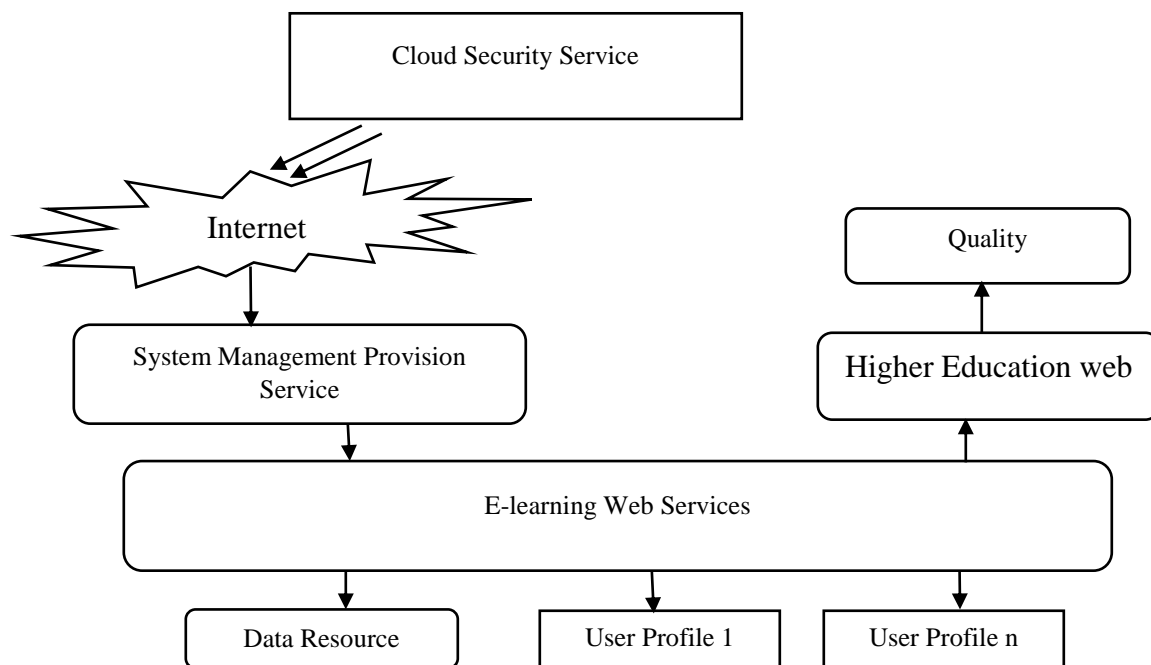 Cloud Security Service
Internet
Quality
System Management Provision
Service
Higher Education web
E-learning Web Services
Data Resource
User Profile 1
User Profile n